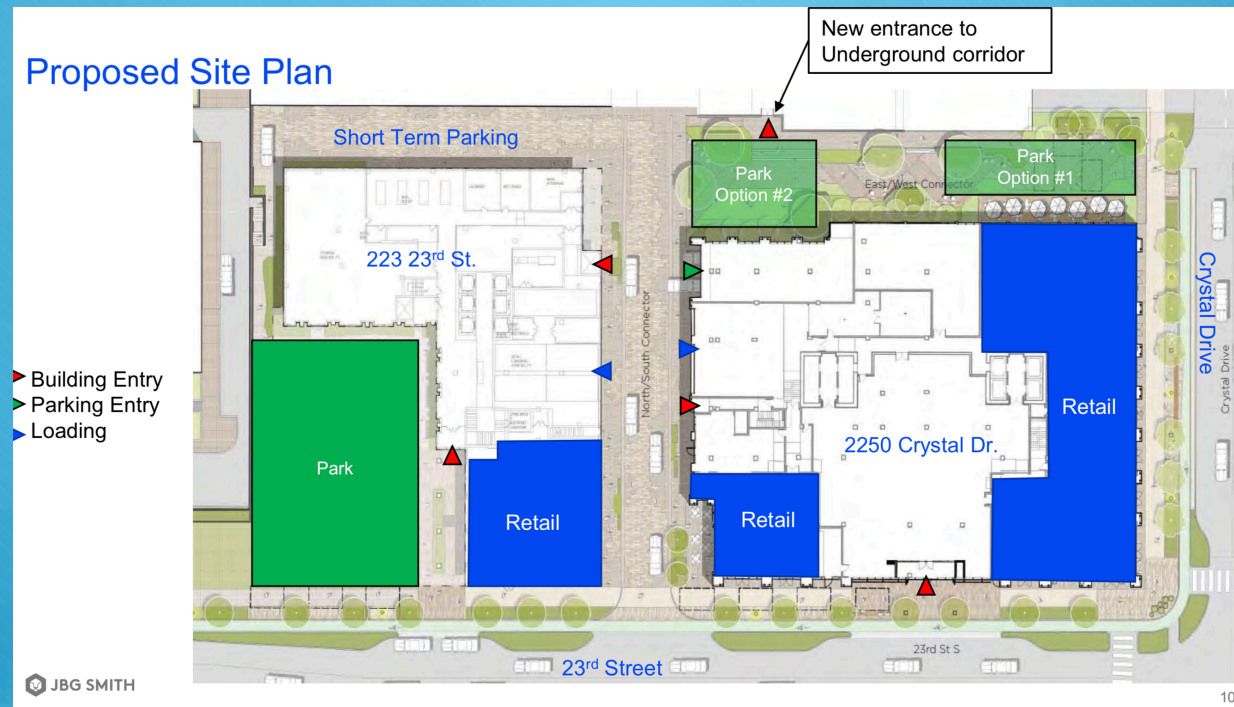 New entrance to
Underground corridor
Proposed Site Plan
Short Term Parking
Park
Option #2
Park
Option #1
East/West Connector
223 23rd St.
North/South Connector
Crystal Drive
Crystal Drive
Building Entry
Parking Entry
Loading
Retail
2250 Crystal Dr.
Park
Retail
Retail
23rd St S
23rd Street
JBG SMITH
10